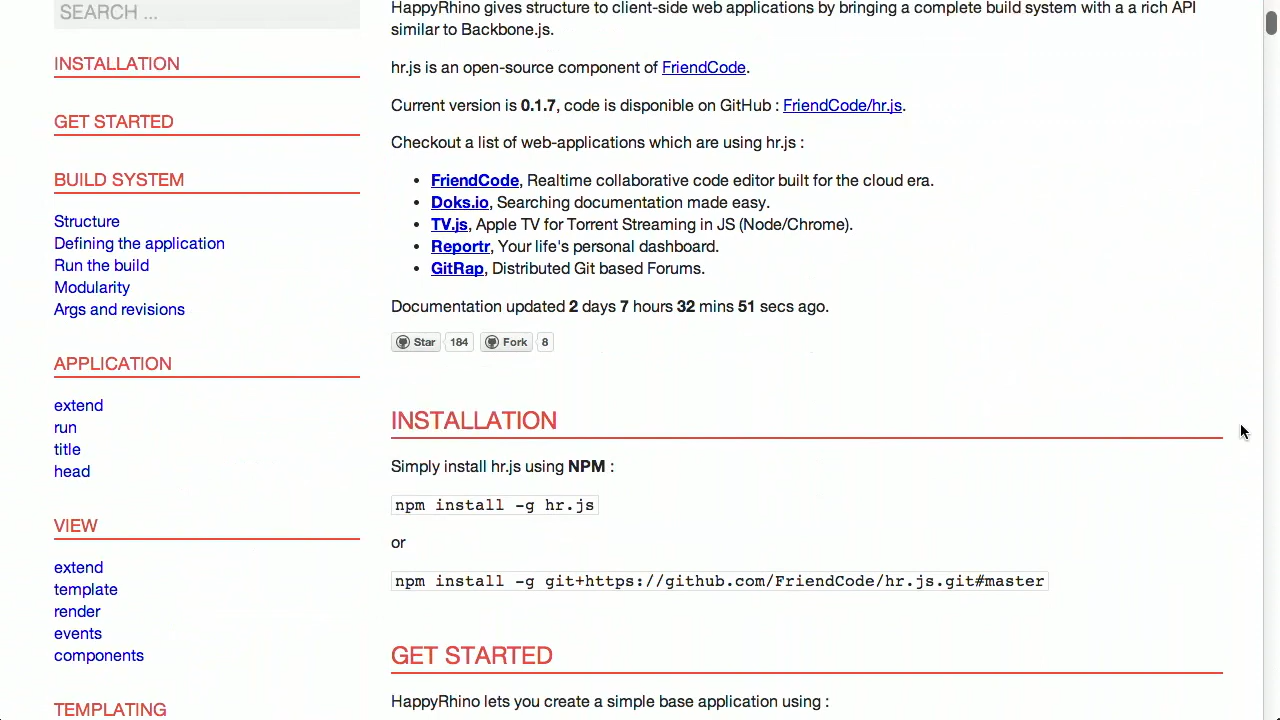 SEARCH ...
INSTALLATION
GET STARTED
BUILD SYSTEM
Structure
Defining the application
Run the build
Modularity
Args and revisions
APPLICATION
extend
run
title
head
VIEW
extend
template
render
events
components
TEMPLATING
HappyRhino gives structure to client-side web applications by bringing a complete build system with a a rich API
similar to Backbone.js.
hr.js is an open-source component of FriendCode.
Current version is 0.1.7, code is disponible on GitHub : FriendCode/hr.js.
Checkout a list of web-applications which are using hr.js :
• FriendCode, Realtime collaborative code editor built for the cloud era.
• Doks.io, Searching documentation made easy.
• TV.js, Apple TV for Torrent Streaming in JS (Node/Chrome).
• Reportr, Your life's personal dashboard.
• GitRap, Distributed Git based Forums.
Documentation updated 2 days 7 hours 32 mins 51 secs ago.
Star 184 Fork 8
INSTALLATION
Simply install hr.js using NPM :
npm install -g hr.js
or
npm install -g git+https://github.com/FriendCode/hr.js.git#master
GET STARTED
HappyRhino lets you create a simple base application using :